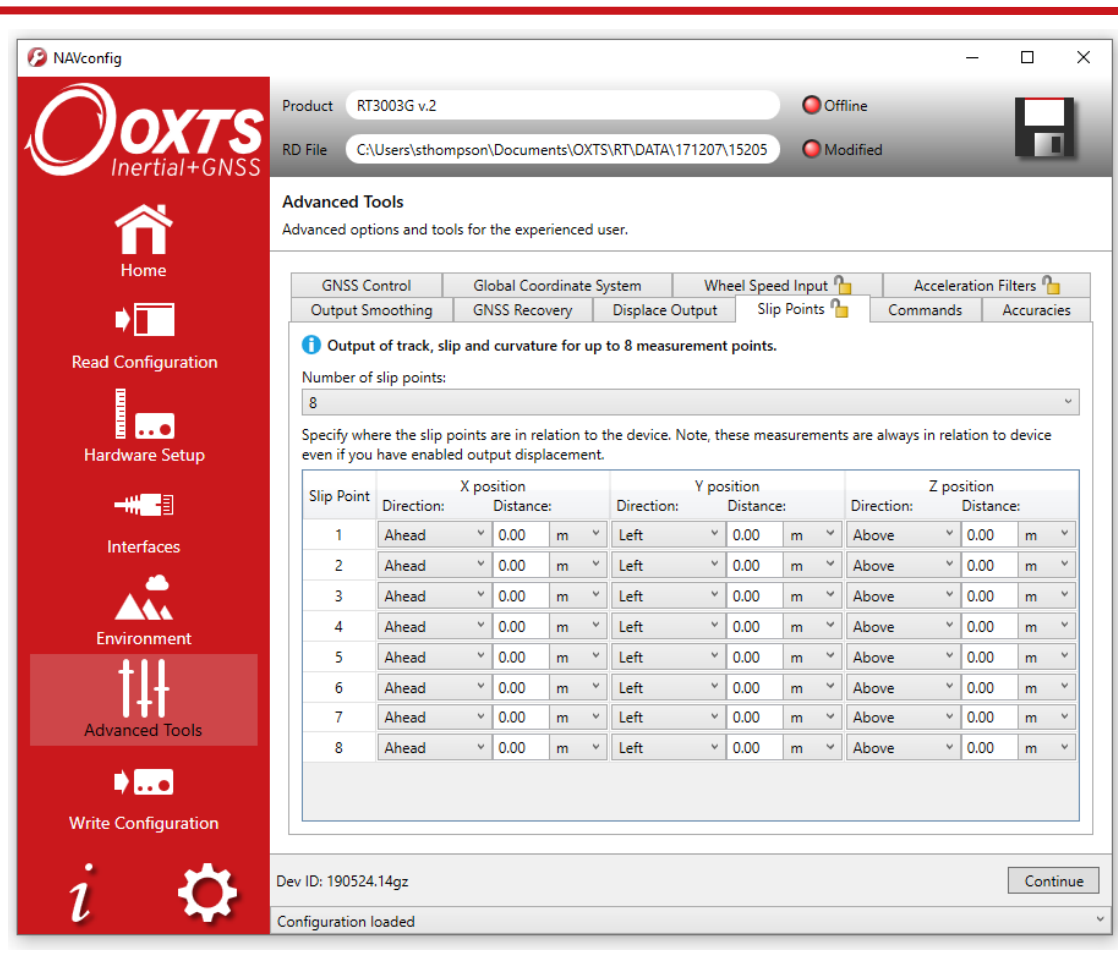 NAVconfig
OXTS
Inertial+GNSS
Home
Read Configuration
Hardware Setup
Interfaces
Environment
Advanced Tools
Write Configuration
i
Product RT3003G v.2 Offline
RD File C:\Users\sthompson\Documents\OXTS\RT\DATA\171207\15205 Modified
Advanced Tools
Advanced options and tools for the experienced user.
GNSS Control Global Coordinate System Wheel Speed Input Acceleration Filters
Output Smoothing GNSS Recovery Displace Output Slip Points Commands Accuracies
Output of track, slip and curvature for up to 8 measurement points.
Number of slip points:
8
Specify where the slip points are in relation to the device. Note, these measurements are always in relation to device
even if you have enabled output displacement.
Slip Point X position Y position Z position
Direction: Distance: Direction: Distance: Direction: Distance:
1 Ahead 0.00 m Left 0.00 m Above 0.00 m
2 Ahead 0.00 m Left 0.00 m Above 0.00 m
3 Ahead 0.00 m Left 0.00 m Above 0.00 m
4 Ahead 0.00 m Left 0.00 m Above 0.00 m
5 Ahead 0.00 m Left 0.00 m Above 0.00 m
6 Ahead 0.00 m Left 0.00 m Above 0.00 m
7 Ahead 0.00 m Left 0.00 m Above 0.00 m
8 Ahead 0.00 m Left 0.00 m Above 0.00 m
Dev ID: 190524.14gz Continue
Configuration loaded